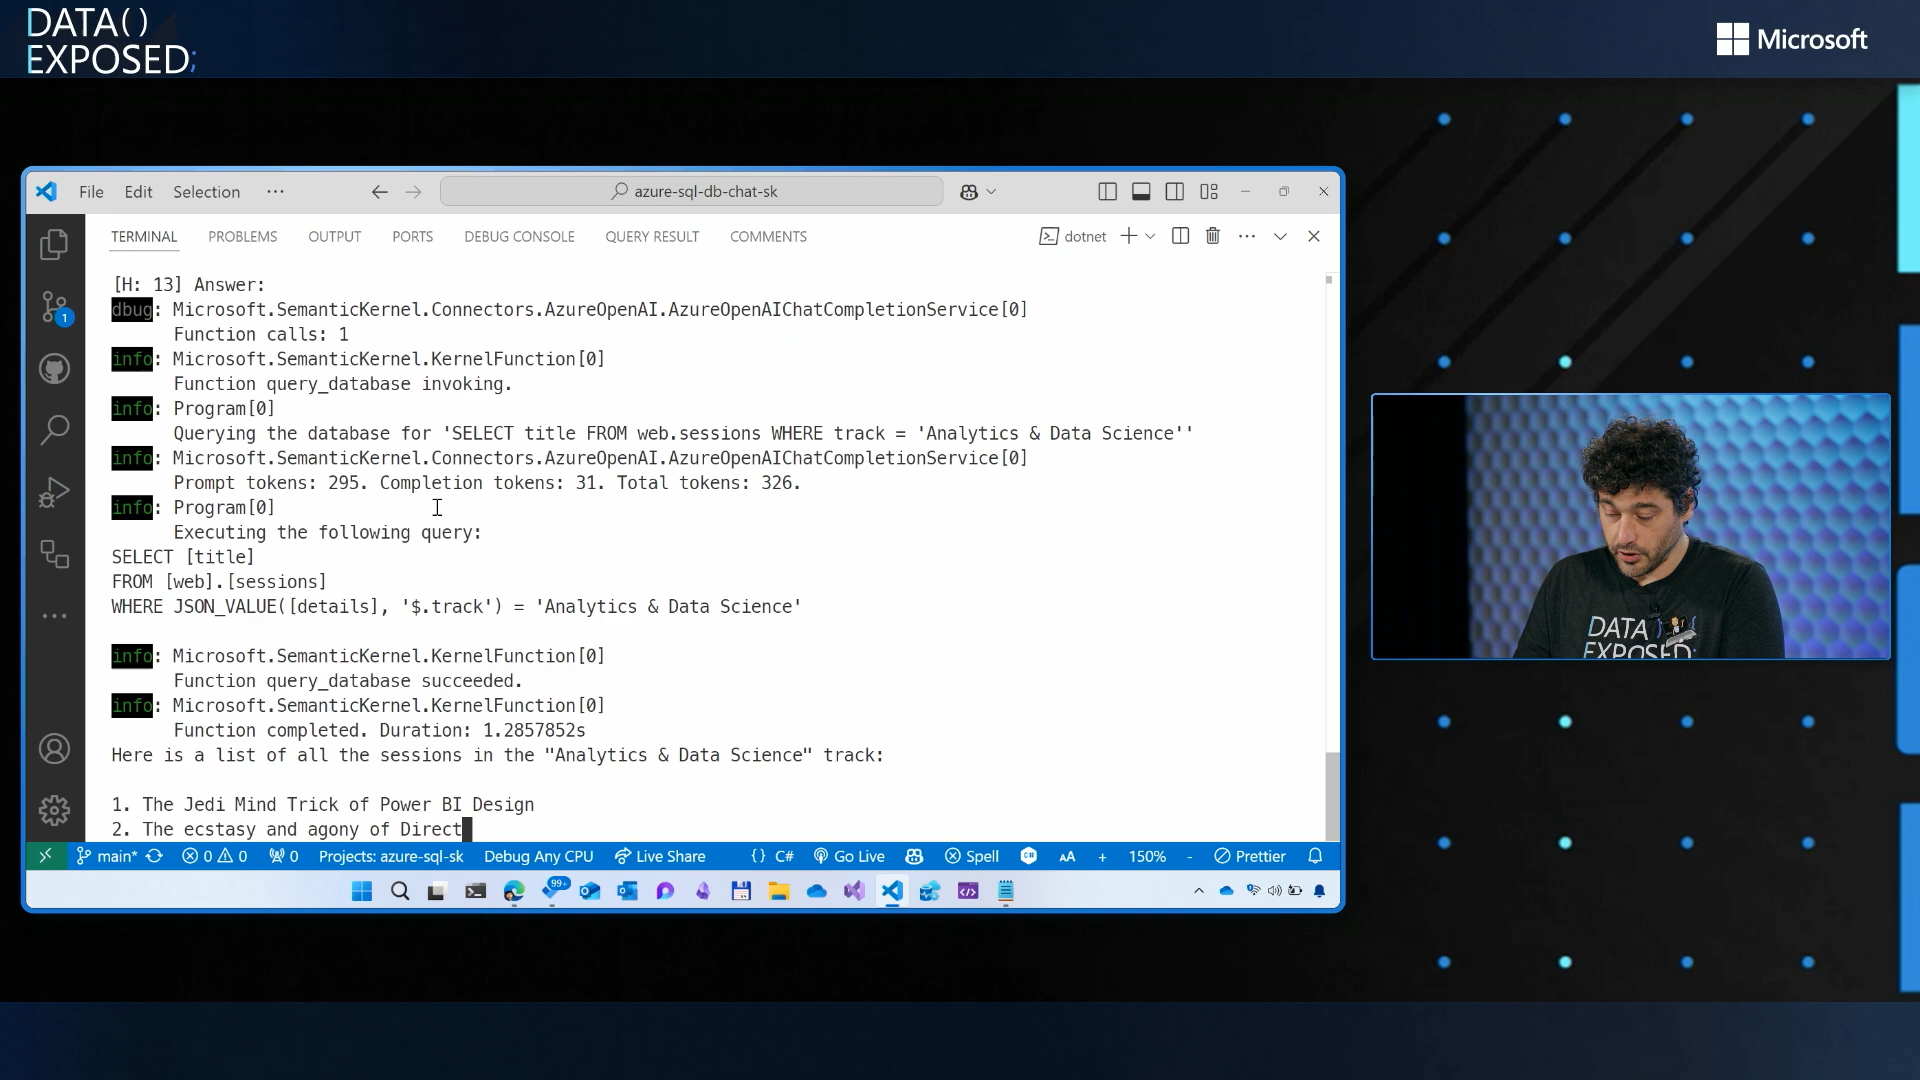 DATA()
EXPOSED;
Microsoft
File Edit Selection ··· azure-sql-db-chat-sk
TERMINAL PROBLEMS OUTPUT PORTS DEBUG CONSOLE QUERY RESULT COMMENTS dotnet
[H: 13] Answer:
dbug: Microsoft.SemanticKernel.Connectors.AzureOpenAI.AzureOpenAIChatCompletionService[0]
Function calls: 1
info: Microsoft.SemanticKernel.KernelFunction[0]
Function query_database invoking.
info: Program[0]
Querying the database for 'SELECT title FROM web.sessions WHERE track = 'Analytics & Data Science''
info: Microsoft.SemanticKernel.Connectors.AzureOpenAI.AzureOpenAIChatCompletionService[0]
Prompt tokens: 295. Completion tokens: 31. Total tokens: 326.
info: Program[0]
Executing the following query:
SELECT [title]
FROM [web].[sessions]
WHERE JSON_VALUE([details], '$.track') = 'Analytics & Data Science'
info: Microsoft.SemanticKernel.KernelFunction[0]
Function query_database succeeded.
info: Microsoft.SemanticKernel.KernelFunction[0]
Function completed. Duration: 1.2857852s
Here is a list of all the sessions in the "Analytics & Data Science" track:
1. The Jedi Mind Trick of Power BI Design
2. The ecstasy and agony of Direct
1
main* 0 0 0 Projects: azure-sql-sk Debug Any CPU Live Share {} C# Go Live Spell AA + 150% - Prettier
99+
DATA
EXPOSED;